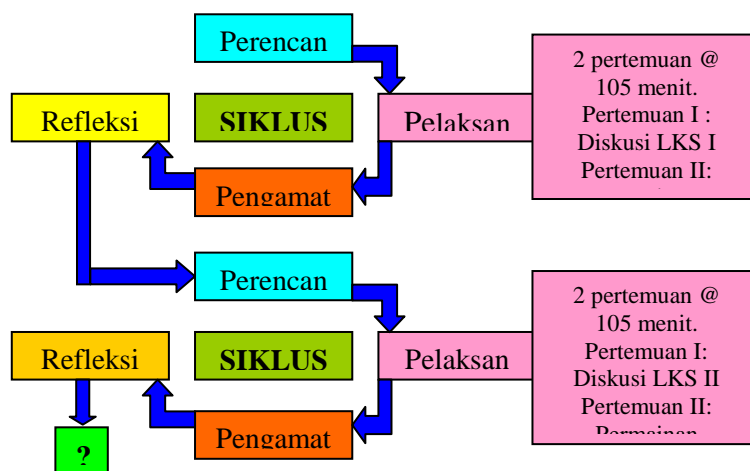 Perencan
2 pertemuan @
105 menit.
Pertemuan I :
Diskusi LKS I
Pertemuan II:
Refleksi
SIKLUS
Pelaksan
Pengamat
Perencan
2 pertemuan @
105 menit.
Pertemuan I:
Diskusi LKS II
Pertemuan II:
Permainan
Refleksi
SIKLUS
Pelaksan
Pengamat
?